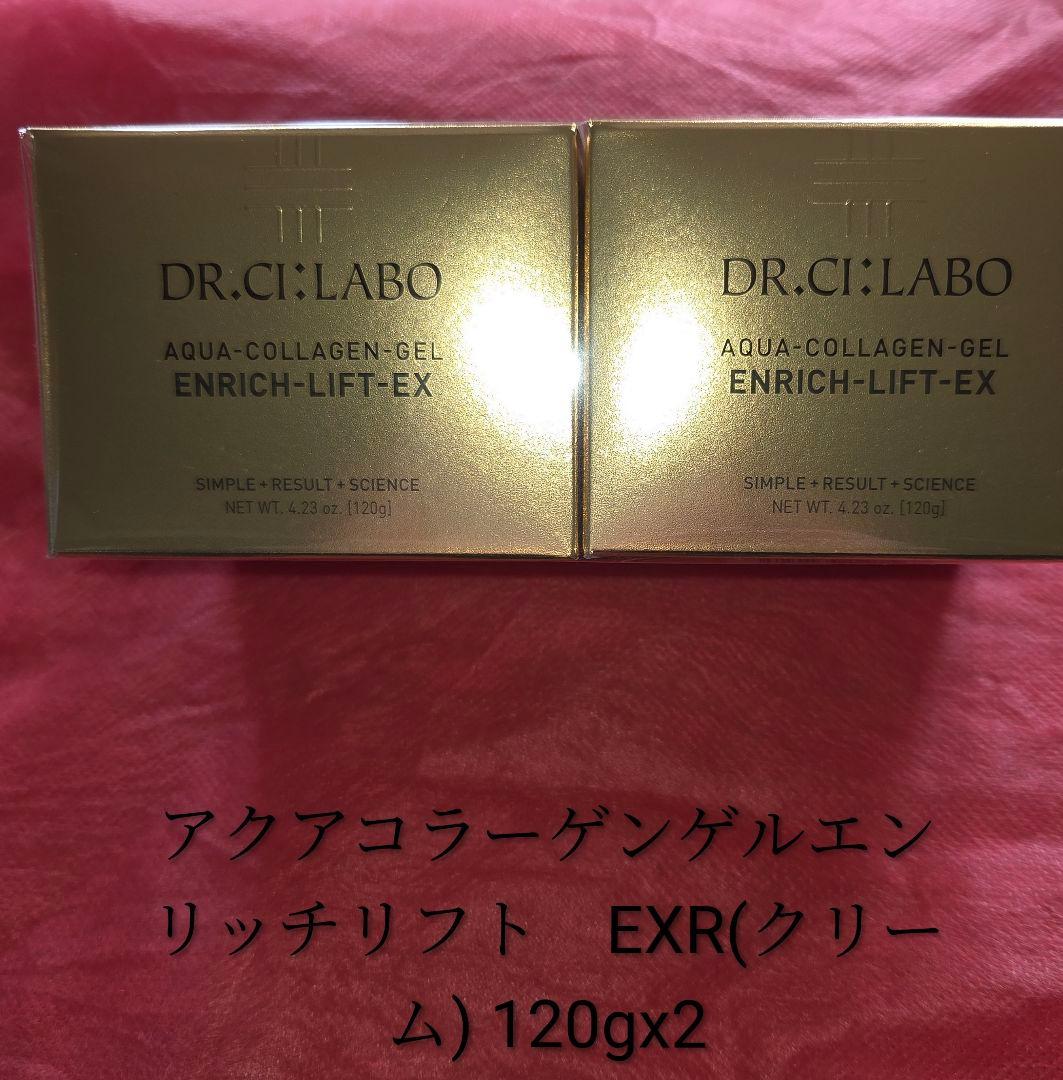 DR.CI:LABO
AQUA-COLLAGEN-GEL
ENRICH-LIFT-EX
SIMPLE+RESULT+SCIENCE
NET WT. 4.23 oz. [120g]
DR.CI:LABO
AQUA-COLLAGEN-GEL
ENRICH-LIFT-EX
SIMPLE+RESULT+SCIENCE
NET WT. 4.23 oz. [120g]
アクアコラーゲンゲルエン
リッチリフト　EXR(クリー
ム) 120gx2